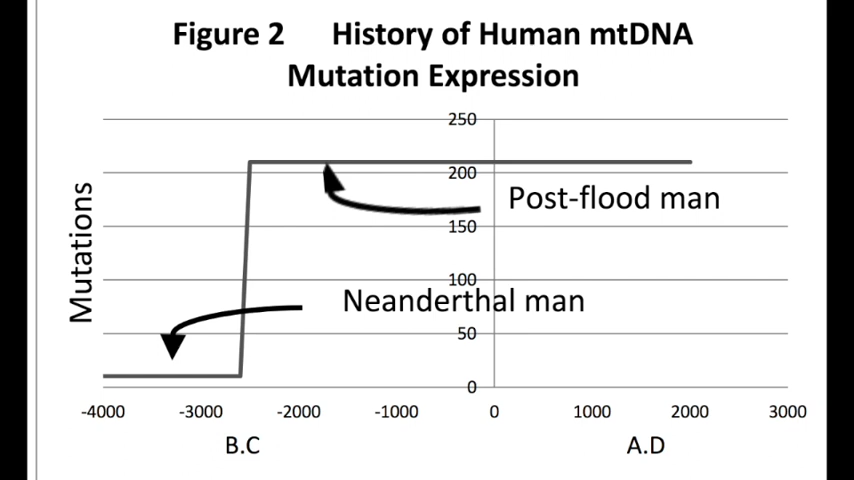 Figure 2 History of Human mtDNA
Mutation Expression
250
200
150
100
50
0
Mutations
Post-flood man
Neanderthal man
-4000 -3000 -2000 -1000 0 1000 2000 3000
B.C A.D